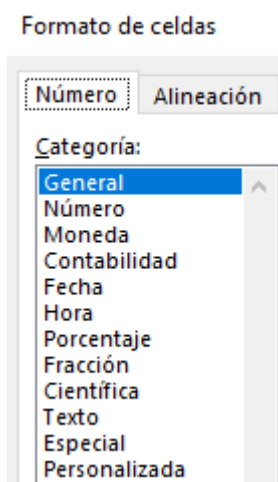 Formato de celdas
Número Alineación
Categoría:
General
Número
Moneda
Contabilidad
Fecha
Hora
Porcentaje
Fracción
Científica
Texto
Especial
Personalizada